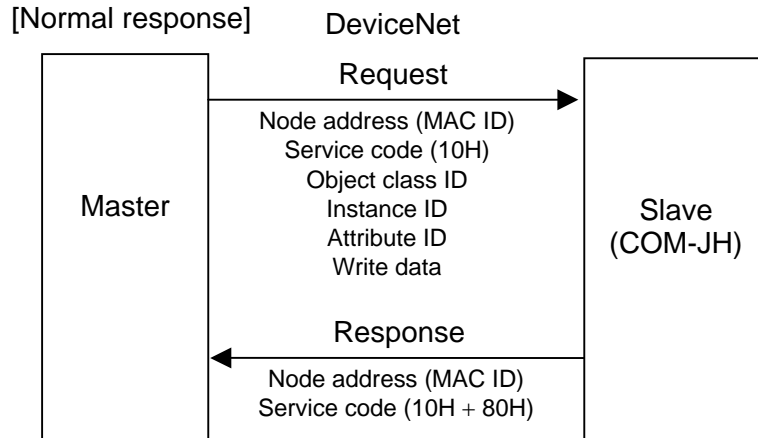 [Normal response]
DeviceNet
Request
Node address (MAC ID)
Service code (10H)
Object class ID
Instance ID
Attribute ID
Write data
Master
Slave
(COM-JH)
Response
Node address (MAC ID)
Service code (10H + 80H)